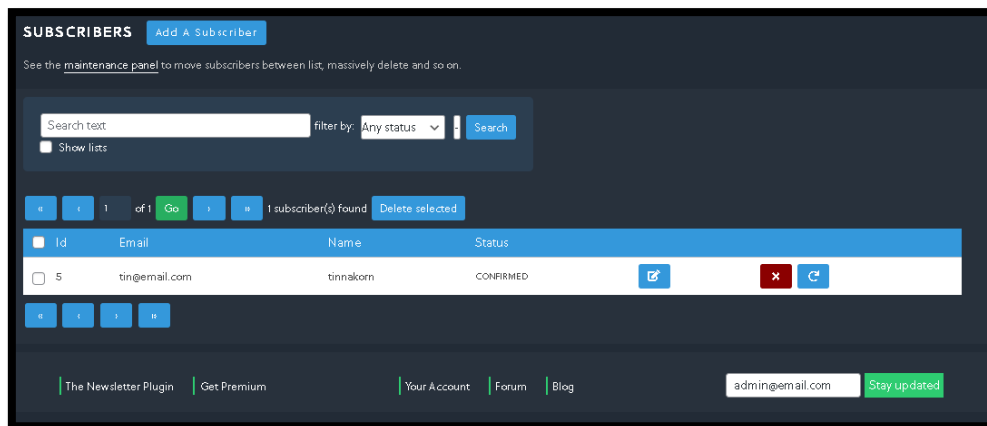 SUBSCRIBERS Add A Subscriber
See the maintenance panel to move subscribers between list, massively delete and so on.
Search text filter by: Any status - Search
Show lists
« ‹ 1 of 1 Go › » 1 subscriber(s) found Delete selected
Id Email Name Status
5 tin@email.com tinnakorn CONFIRMED
« ‹ › »
The Newsletter Plugin Get Premium Your Account Forum Blog admin@email.com Stay updated